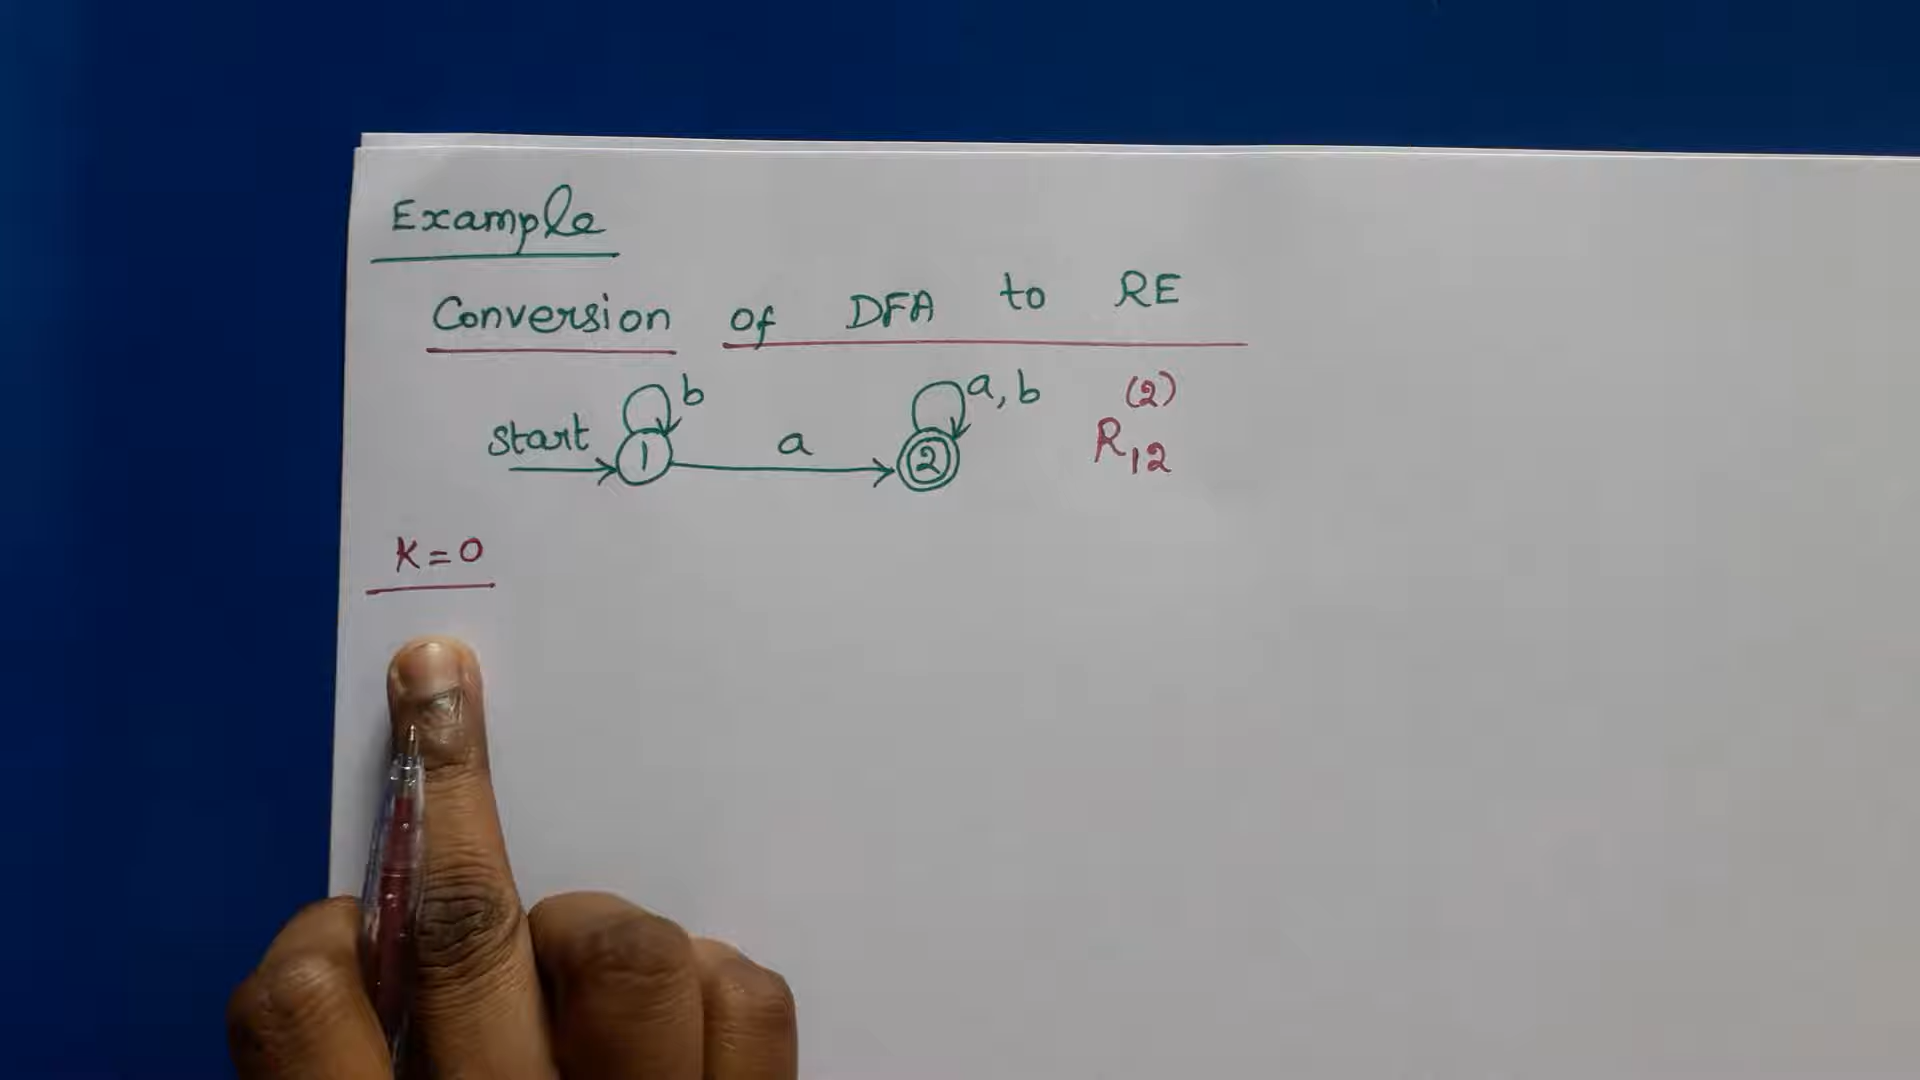 Example
Conversion of DFA to RE
b a, b (2)
Start 1 a 2 R12
K=0